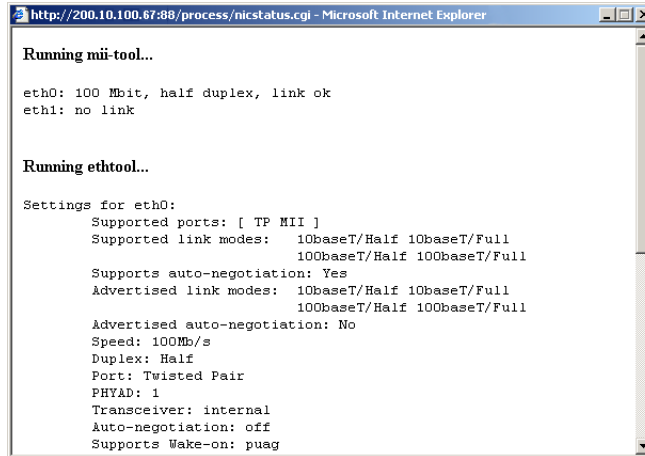 http://200.10.100.67:88/process/nicstatus.cgi - Microsoft Internet Explorer
Running mii-tool...
eth0: 100 Mbit, half duplex, link ok
eth1: no link
Running ethtool...
Settings for eth0:
Supported ports: [ TP MII ]
Supported link modes: 10baseT/Half 10baseT/Full
100baseT/Half 100baseT/Full
Supports auto-negotiation: Yes
Advertised link modes: 10baseT/Half 10baseT/Full
100baseT/Half 100baseT/Full
Advertised auto-negotiation: No
Speed: 100Mb/s
Duplex: Half
Port: Twisted Pair
PHYAD: 1
Transceiver: internal
Auto-negotiation: off
Supports Wake-on: puag